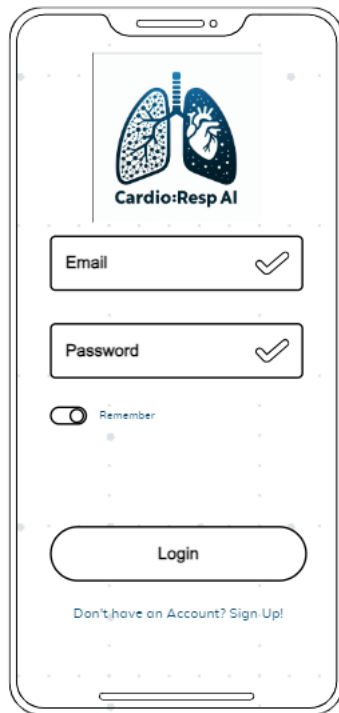 Cardio:Resp AI
Email
Password
Remember
Login
Don't have an Account? Sign Up!